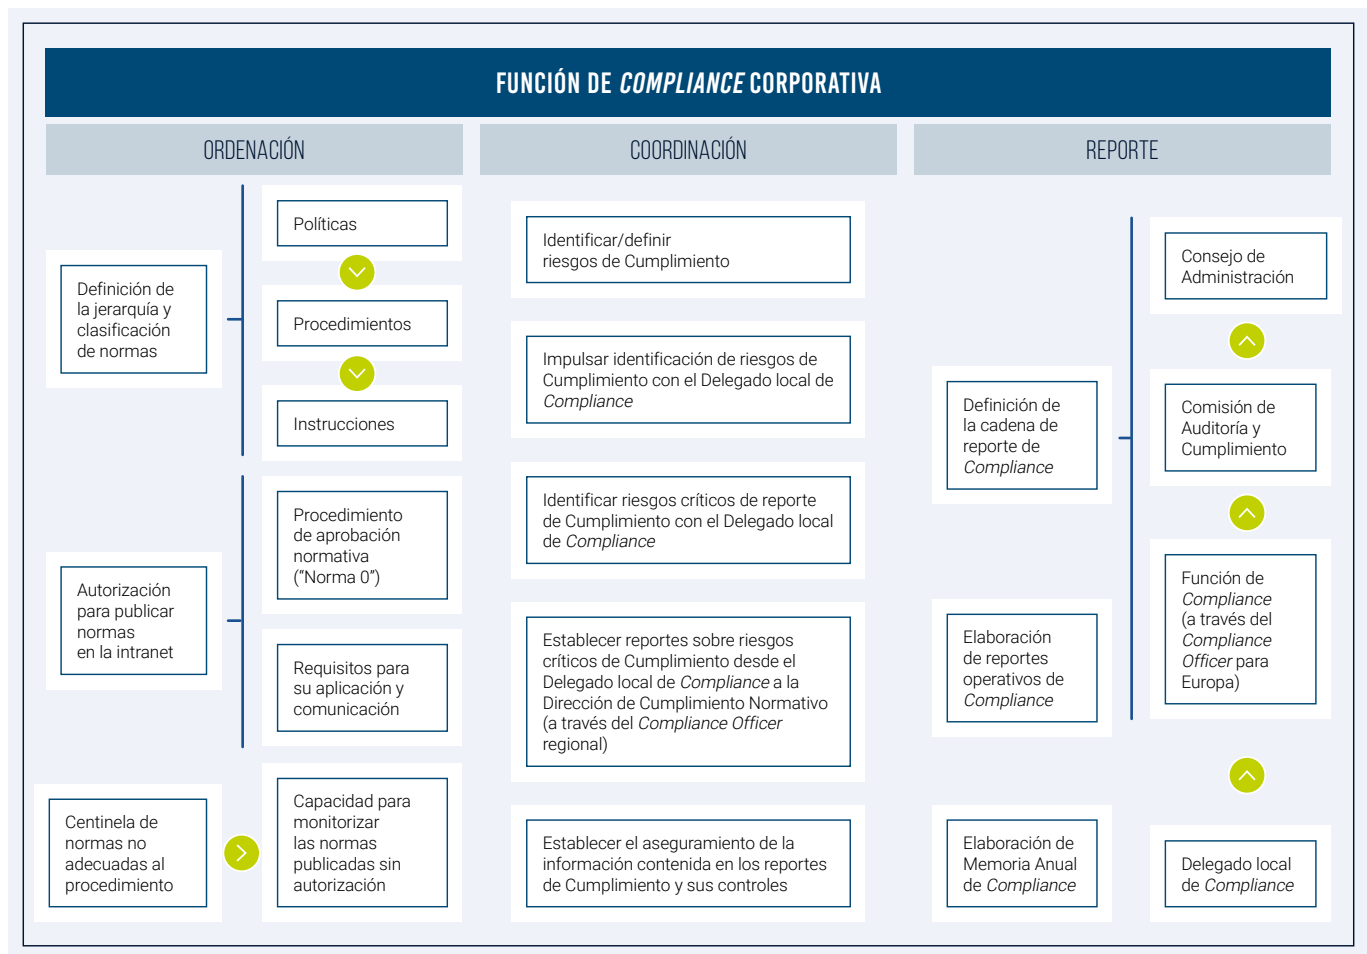 FUNCIÓN DE COMPLIANCE CORPORATIVA
ORDENACIÓN
Definición de
la jerarquía y
clasificación
de normas
Políticas
Procedimientos
Instrucciones
Autorización
para publicar
normas
en la intranet
Procedimiento
de aprobación
normativa
(“Norma 0”)
Requisitos para
su aplicación y
comunicación
Centinela de
normas no
adecuadas al
procedimiento
Capacidad para
monitorizar
las normas
publicadas sin
autorización
COORDINACIÓN
Identificar/definir
riesgos de Cumplimiento
Impulsar identificación de riesgos de
Cumplimiento con el Delegado local de
Compliance
Identificar riesgos críticos de reporte
de Cumplimiento con el Delegado local
de Compliance
Establecer reportes sobre riesgos
críticos de Cumplimiento desde el
Delegado local de Compliance a la
Dirección de Cumplimiento Normativo
(a través del Compliance Officer
regional)
Establecer el aseguramiento de la
información contenida en los reportes
de Cumplimiento y sus controles
REPORTE
Definición de
la cadena de
reporte de
Compliance
Elaboración
de reportes
operativos de
Compliance
Elaboración de
Memoria Anual
de Compliance
Consejo de
Administración
Comisión de
Auditoría y
Cumplimiento
Función de
Compliance
(a través del
Compliance
Officer para
Europa)
Delegado local
de Compliance